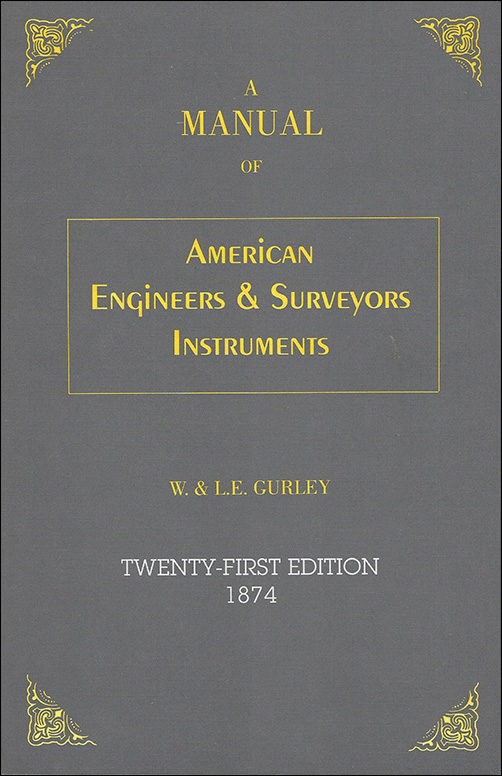 A
MANUAL
OF
AMERICAN
ENGINEERS & SURVEYORS
INSTRUMENTS
W. & L.E. GURLEY
TWENTY-FIRST EDITION
1874